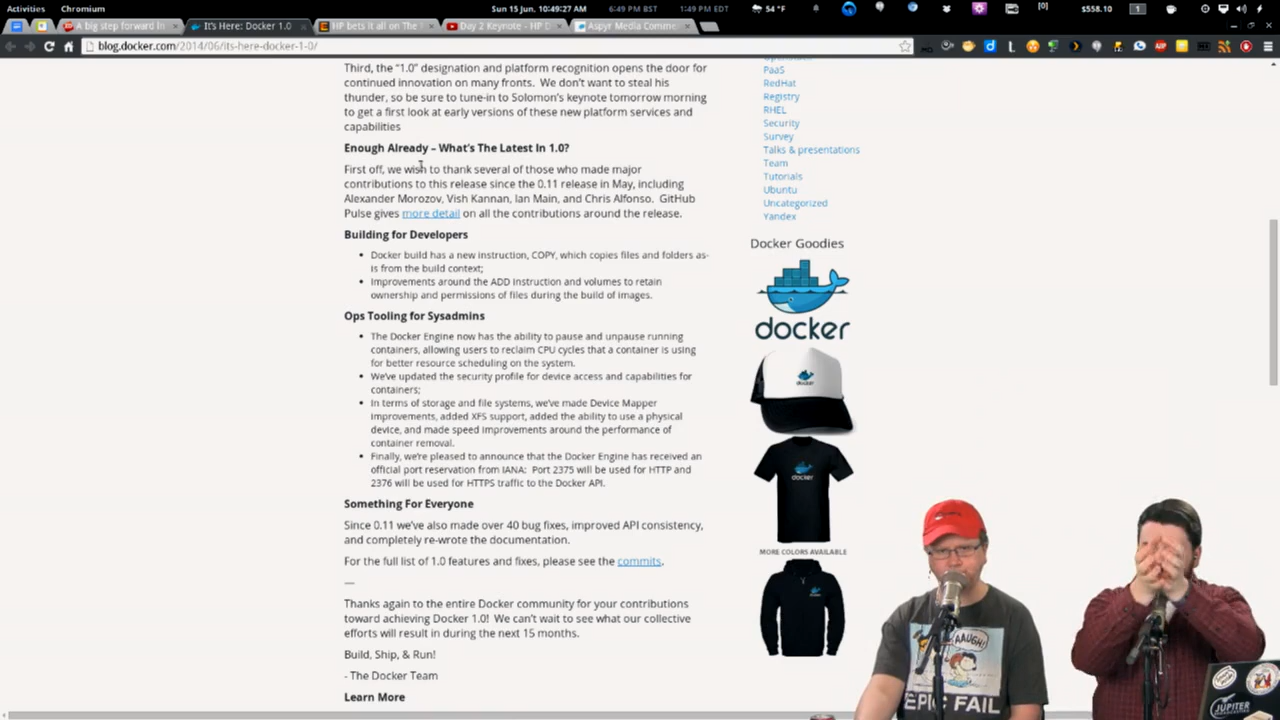 Activities Chromium Sun 15 Jun, 10:49:27 AM 6:49 PM BST 1:49 PM EDT 54 °F $558.10 1
A big step forward in It's Here: Docker 1.0 HP bets it all on The Day 2 Keynote - HP D Aspyr Media Comme
blog.docker.com/2014/06/its-here-docker-1-0/
Third, the “1.0” designation and platform recognition opens the door for
continued innovation on many fronts. We don’t want to steal his
thunder, so be sure to tune-in to Solomon’s keynote tomorrow morning
to get a first look at early versions of these new platform services and
capabilities
Enough Already – What’s The Latest In 1.0?
First off, we wish to thank several of those who made major
contributions to this release since the 0.11 release in May, including
Alexander Morozov, Vish Kannan, Ian Main, and Chris Alfonso. GitHub
Pulse gives more detail on all the contributions around the release.
Building for Developers
• Docker build has a new instruction, COPY, which copies files and folders as-
is from the build context;
• Improvements around the ADD instruction and volumes to retain
ownership and permissions of files during the build of images.
Ops Tooling for Sysadmins
• The Docker Engine now has the ability to pause and unpause running
containers, allowing users to reclaim CPU cycles that a container is using
for better resource scheduling on the system.
• We’ve updated the security profile for device access and capabilities for
containers;
• In terms of storage and file systems, we’ve made Device Mapper
improvements, added XFS support, added the ability to use a physical
device, and made speed improvements around the performance of
container removal.
• Finally, we’re pleased to announce that the Docker Engine has received an
official port reservation from IANA: Port 2375 will be used for HTTP and
2376 will be used for HTTPS traffic to the Docker API.
Something For Everyone
Since 0.11 we’ve also made over 40 bug fixes, improved API consistency,
and completely re-wrote the documentation.
For the full list of 1.0 features and fixes, please see the commits.
—
Thanks again to the entire Docker community for your contributions
toward achieving Docker 1.0! We can’t wait to see what our collective
efforts will result in during the next 15 months.
Build, Ship, & Run!
- The Docker Team
Learn More
PaaS
RedHat
Registry
RHEL
Security
Survey
Talks & presentations
Team
Tutorials
Ubuntu
Uncategorized
Yandex
Docker Goodies
docker
docker
docker
MORE COLORS AVAILABLE
AAUGH!
EPIC FAIL
JUPITER